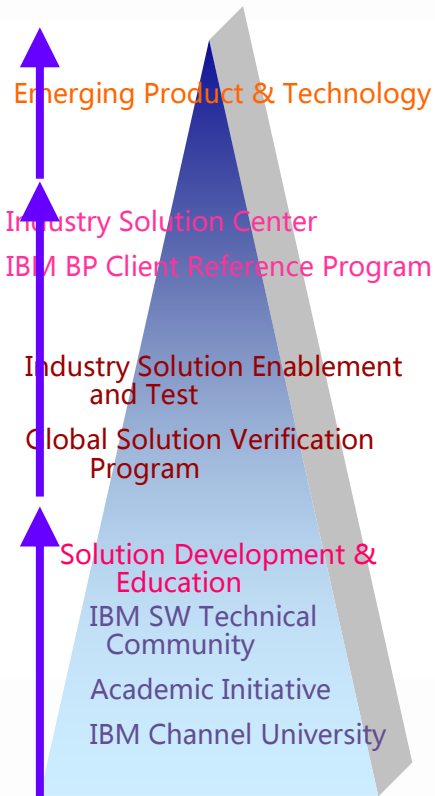 Emerging Product & Technology
Industry Solution Center
IBM BP Client Reference Program
Industry Solution Enablement
and Test
Global Solution Verification
Program
Solution Development &
Education
IBM SW Technical
Community
Academic Initiative
IBM Channel University